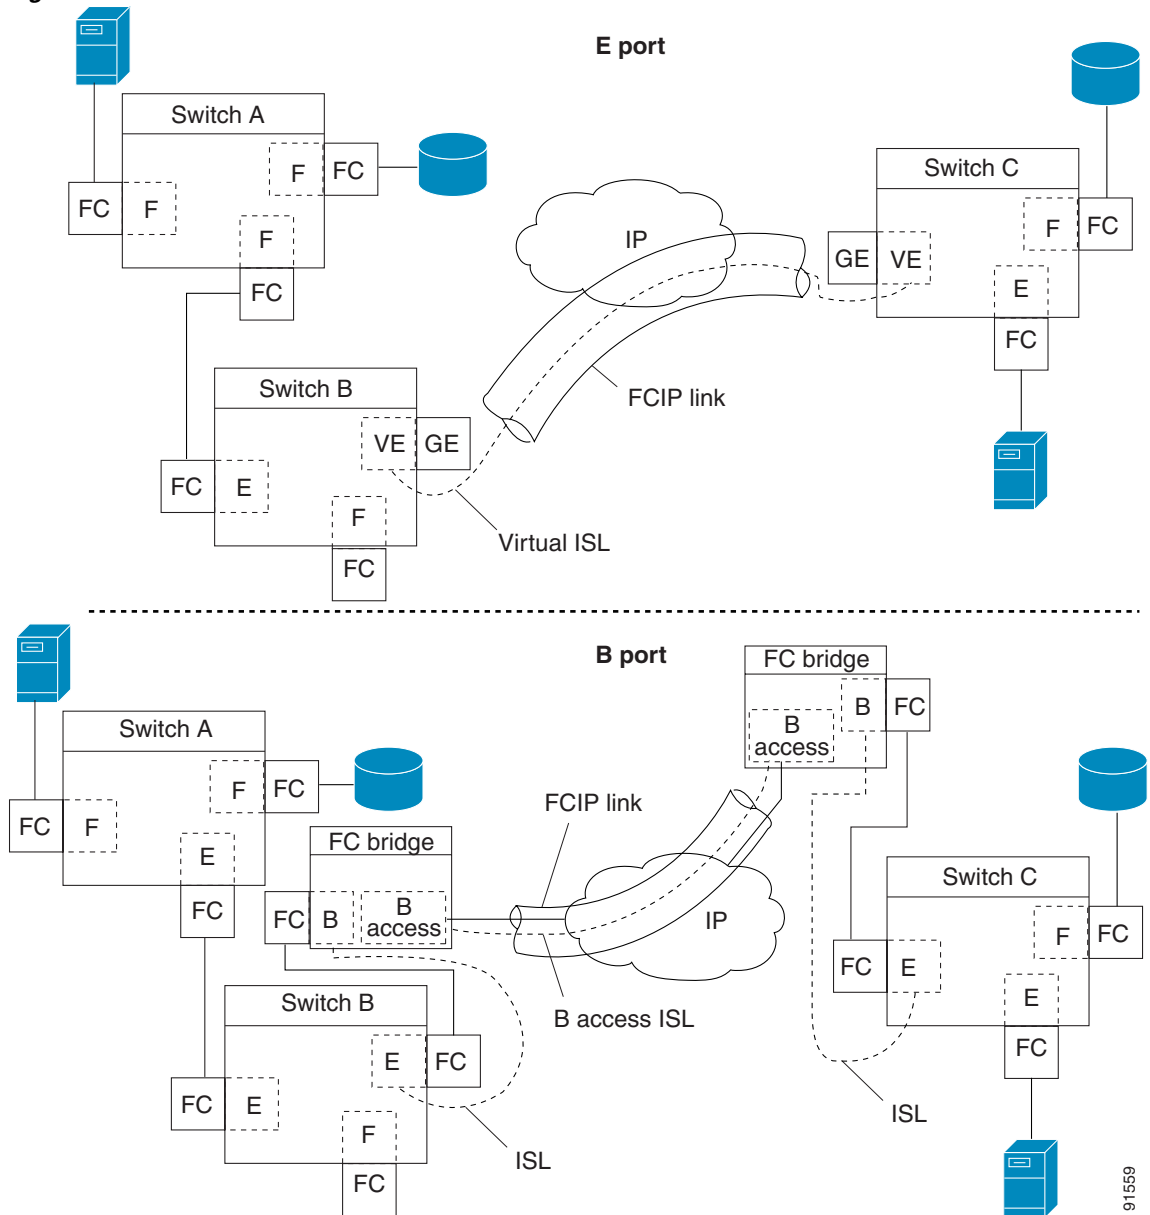 E port
Switch A
F
FC
FC
F
F
FC
IP
Switch C
F
FC
GE
VE
E
FC
FCIP link
Switch B
VE
GE
FC
E
F
FC
Virtual ISL
B port
FC bridge
B
FC
B
access
Switch A
F
FC
FC
F
E
FC
FCIP link
FC bridge
FC
B
B
access
IP
Switch C
F
FC
FC
E
E
FC
B access ISL
Switch B
E
FC
FC
E
F
FC
ISL
ISL
91559